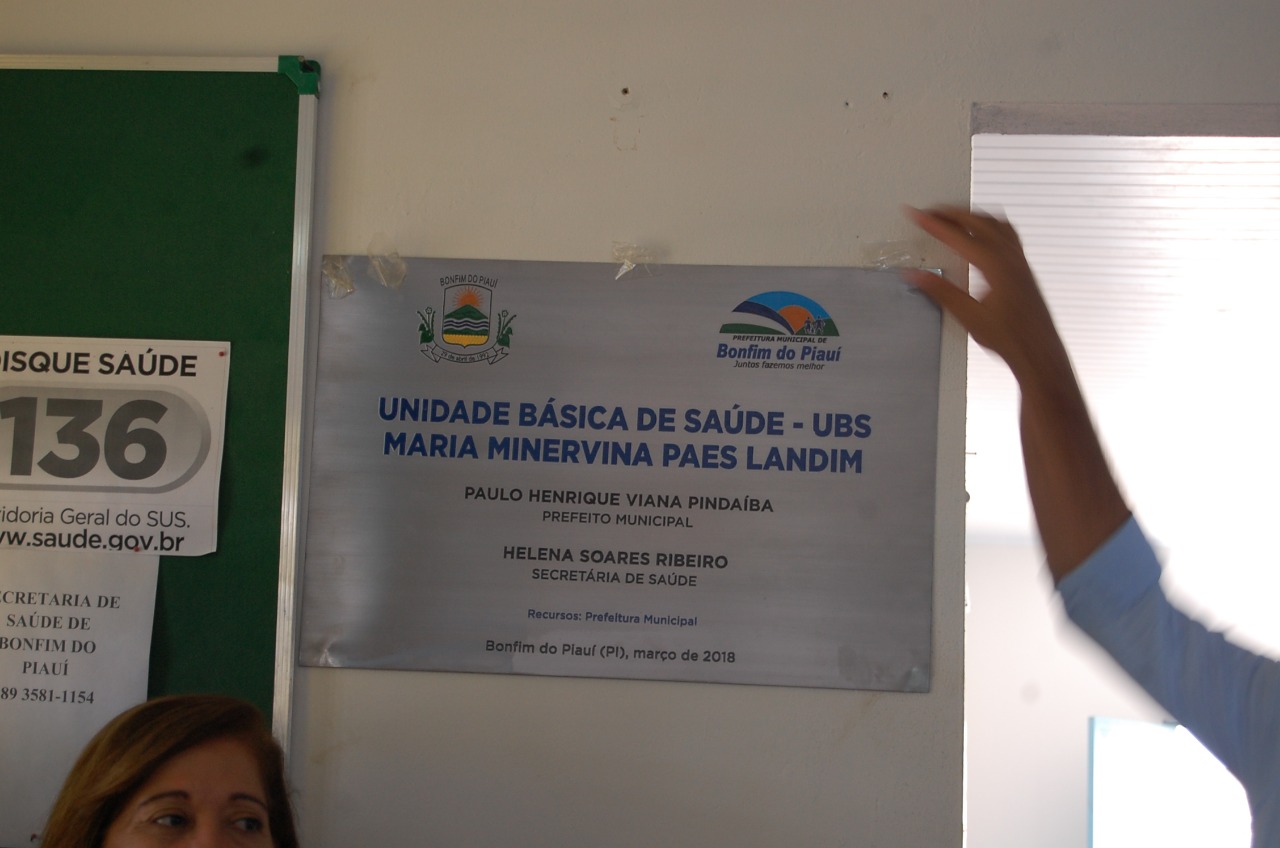 DISQUE SAÚDE
136
idoria Geral do SUS.
w.saude.gov.br
CRETARIA DE
SAÚDE DE
BONFIM DO
PIAUÍ
89 3581-1154
BONFIM DO PIAUÍ
PREFEITURA MUNICIPAL DE
Bonfim do Piauí
Juntos fazemos melhor
UNIDADE BÁSICA DE SAÚDE - UBS
MARIA MINERVINA PAES LANDIM
PAULO HENRIQUE VIANA PINDAÍBA
PREFEITO MUNICIPAL
HELENA SOARES RIBEIRO
SECRETÁRIA DE SAÚDE
Recursos: Prefeitura Municipal
Bonfim do Piauí (PI), março de 2018